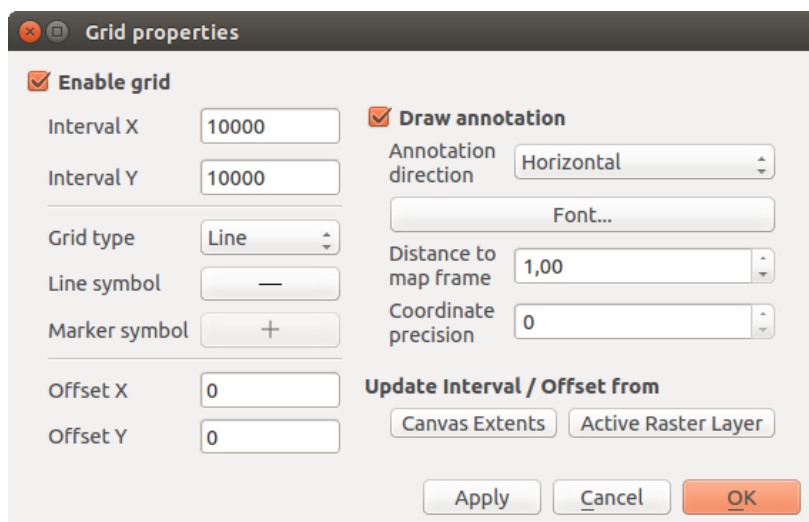 Grid properties
Enable grid
Interval X 10000
Interval Y 10000
Grid type Line
Line symbol
Marker symbol
Offset X 0
Offset Y 0
Draw annotation
Annotation
direction
Horizontal
Font...
Distance to
map frame
1,00
Coordinate
precision
0
Update Interval / Offset from
Canvas Extents Active Raster Layer
Apply Cancel OK